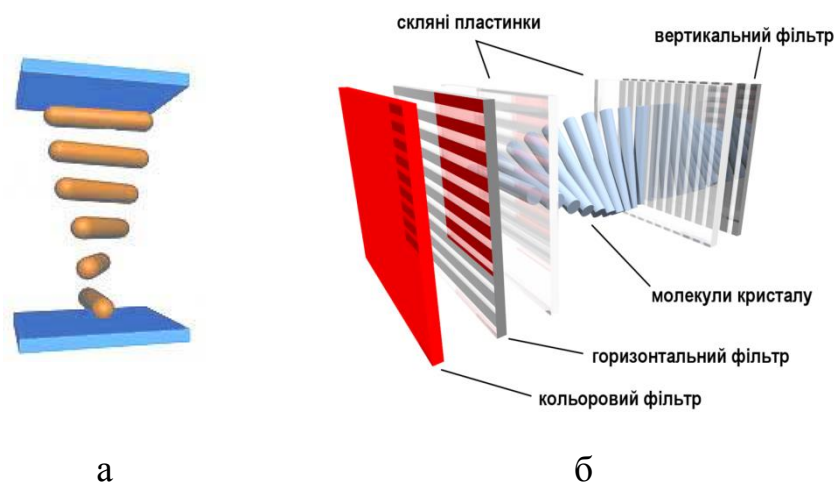 скляні пластинки
вертикальний фільтр
молекули кристалу
горизонтальний фільтр
кольоровий фільтр
а
б